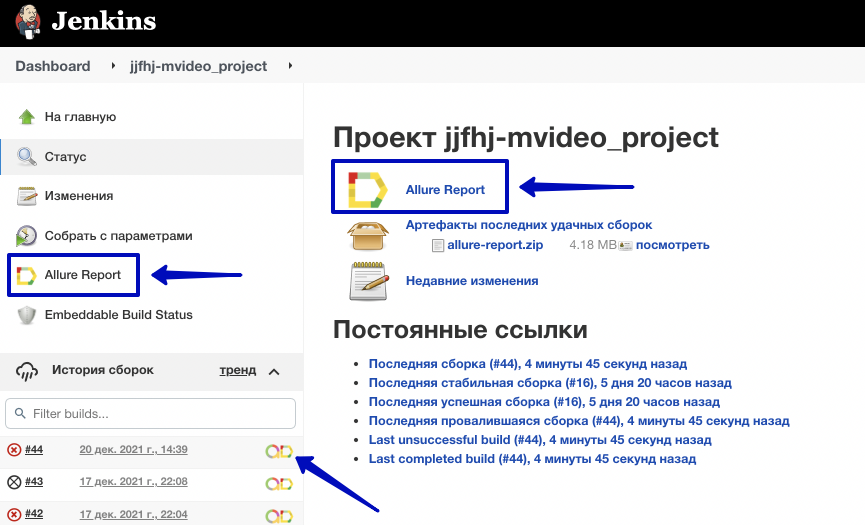 Jenkins
Dashboard
jjfhj-mvideo_project
На главную
Статус
Изменения
Собрать с параметрами
Allure Report
Embeddable Build Status
История сборок
тренд
Filter builds...
#44 20 дек. 2021 г., 14:39
#43 17 дек. 2021 г., 22:08
#42 17 дек. 2021 г., 22:04
Проект jjfhj-mvideo_project
Allure Report
Артефакты последних удачных сборок
allure-report.zip 4.18 MB посмотреть
Недавние изменения
Постоянные ссылки
Последняя сборка (#44), 4 минуты 45 секунд назад
Последняя стабильная сборка (#16), 5 дня 20 часов назад
Последняя успешная сборка (#16), 5 дня 20 часов назад
Последняя провалившаяся сборка (#44), 4 минуты 45 секунд назад
Last unsuccessful build (#44), 4 минуты 45 секунд назад
Last completed build (#44), 4 минуты 45 секунд назад